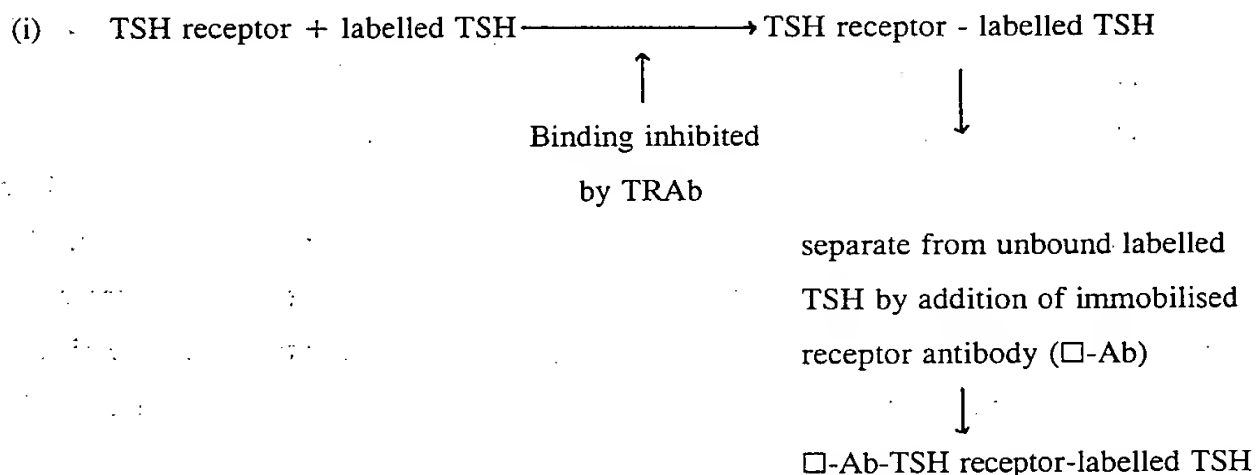 (i) TSH receptor + labelled TSH ⟶ TSH receptor - labelled TSH
↑ ↓
Binding inhibited
by TRAb
separate from unbound labelled
TSH by addition of immobilised
receptor antibody (□-Ab)
↓
□-Ab-TSH receptor-labelled TSH